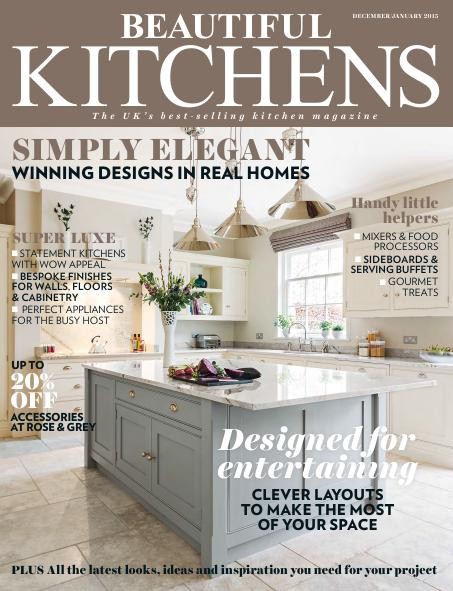 DECEMBER/JANUARY 2015
BEAUTIFUL
KITCHENS
The UK's best-selling kitchen magazine
SIMPLY ELEGANT
WINNING DESIGNS IN REAL HOMES
SUPER LUXE
STATEMENT KITCHENS
WITH WOW APPEAL
BESPOKE FINISHES
FOR WALLS, FLOORS
& CABINETRY
PERFECT APPLIANCES
FOR THE BUSY HOST
Handy little
helpers
MIXERS & FOOD
PROCESSORS
SIDEBOARDS &
SERVING BUFFETS
GOURMET
TREATS
UP TO
20%
OFF
ACCESSORIES
AT ROSE & GREY
Designed for
entertaining
CLEVER LAYOUTS
TO MAKE THE MOST
OF YOUR SPACE
PLUS All the latest looks, ideas and inspiration you need for your project